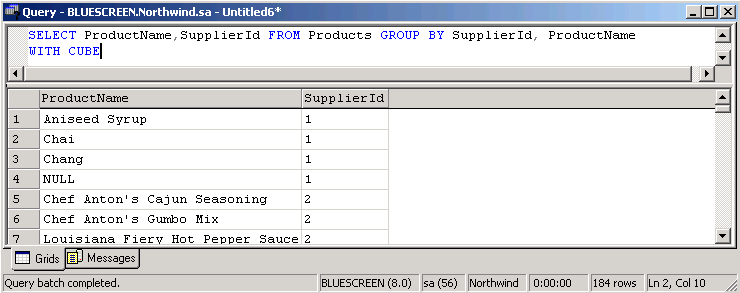 Query - BLUESCREEN.Northwind.sa - Untitled6*
SELECT ProductName,SupplierId FROM Products GROUP BY SupplierId, ProductName
WITH CUBE
ProductName SupplierId
1 Aniseed Syrup 1
2 Chai 1
3 Chang 1
4 NULL 1
5 Chef Anton's Cajun Seasoning 2
6 Chef Anton's Gumbo Mix 2
7 Louisiana Fiery Hot Pepper Sauce 2
Grids Messages
Query batch completed. BLUESCREEN (8.0) sa (56) Northwind 0:00:00 184 rows Ln 2, Col 10